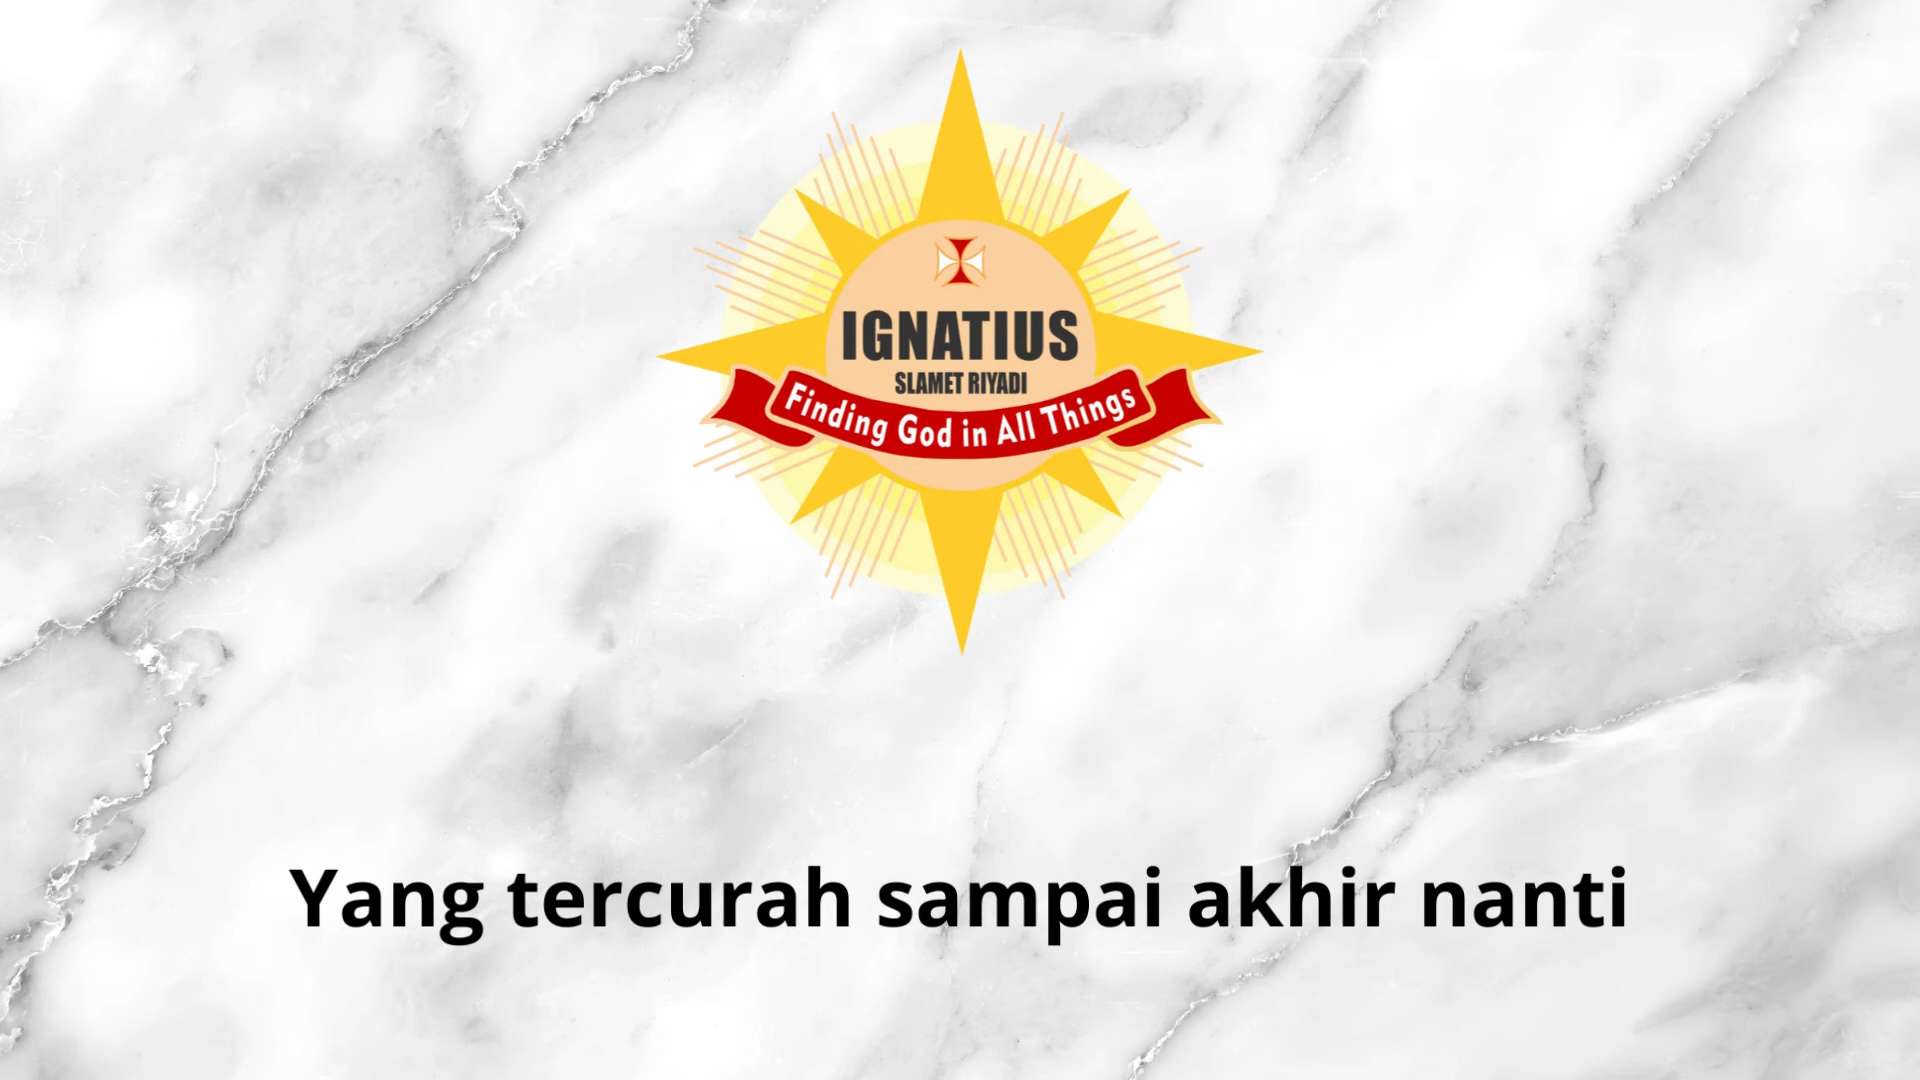 IGNATIUS
SLAMET RIYADI
Finding God in All Things
Yang tercurah sampai akhir nanti